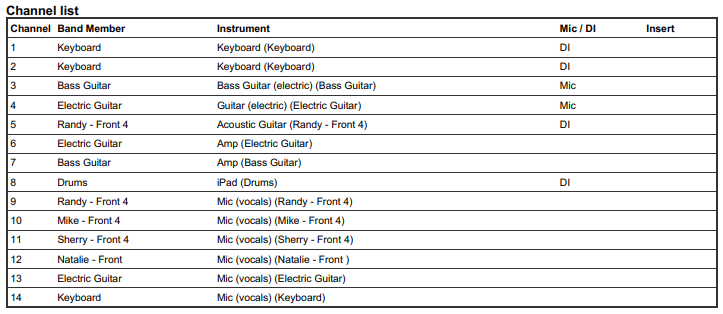 Channel list
Channel Band Member Instrument Mic / DI Insert
1 Keyboard Keyboard (Keyboard) DI
2 Keyboard Keyboard (Keyboard) DI
3 Bass Guitar Bass Guitar (electric) (Bass Guitar) Mic
4 Electric Guitar Guitar (electric) (Electric Guitar) Mic
5 Randy - Front 4 Acoustic Guitar (Randy - Front 4) DI
6 Electric Guitar Amp (Electric Guitar)
7 Bass Guitar Amp (Bass Guitar)
8 Drums iPad (Drums) DI
9 Randy - Front 4 Mic (vocals) (Randy - Front 4)
10 Mike - Front 4 Mic (vocals) (Mike - Front 4)
11 Sherry - Front 4 Mic (vocals) (Sherry - Front 4)
12 Natalie - Front Mic (vocals) (Natalie - Front )
13 Electric Guitar Mic (vocals) (Electric Guitar)
14 Keyboard Mic (vocals) (Keyboard)